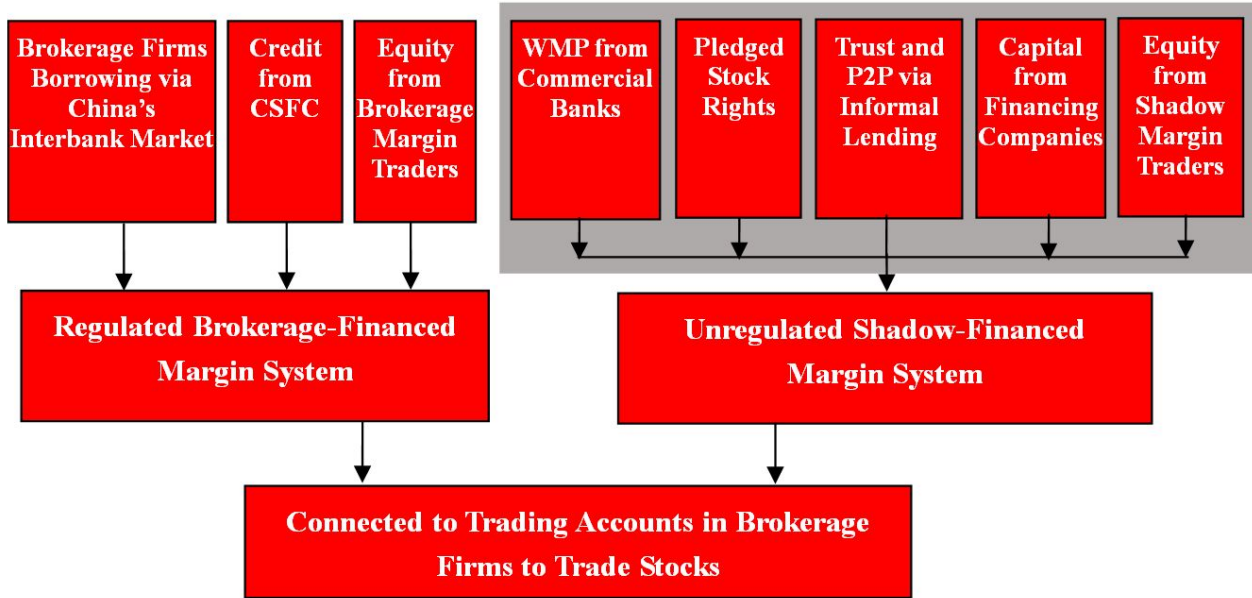 Brokerage Firms
Borrowing via
China's
Interbank Market
Credit
from
CSFC
Equity
from
Brokerage
Margin
Traders
WMP from
Commercial
Banks
Pledged
Stock
Rights
Trust and
P2P via
Informal
Lending
Capital
from
Financing
Companies
Equity
from
Shadow
Margin
Traders
Regulated Brokerage-Financed
Margin System
Unregulated Shadow-Financed
Margin System
Connected to Trading Accounts in Brokerage
Firms to Trade Stocks